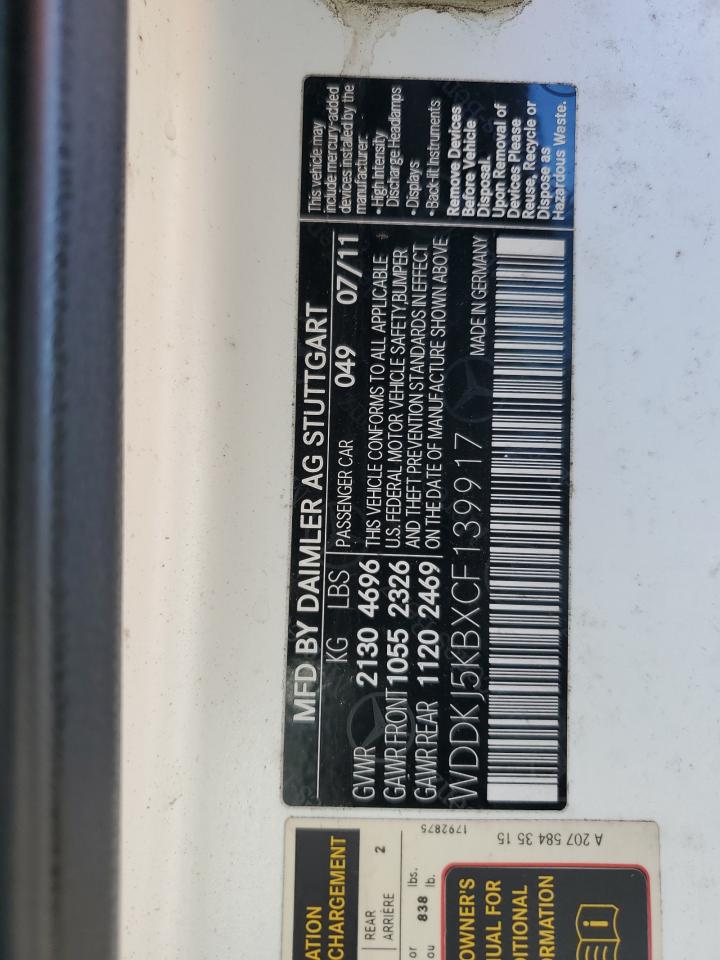 MFD BY DAIMLER AG STUTTGART
KG LBS PASSENGER CAR 049 07/11
GVWR 2130 4696 THIS VEHICLE CONFORMS TO ALL APPLICABLE
GAWR FRONT 1055 2326 U.S. FEDERAL MOTOR VEHICLE SAFETY, BUMPER
GAWR REAR 1120 2469 AND THEFT PREVENTION STANDARDS IN EFFECT
ON THE DATE OF MANUFACTURE SHOWN ABOVE
WDDKJ5KBXCF139917 MADE IN GERMANY
This vehicle may
include mercury-added
devices installed by the
manufacturer:
• High Intensity
Discharge Headlamps
• Displays
• Back-lit Instruments
Remove Devices
Before Vehicle
Disposal.
Upon Removal of
Devices Please
Reuse, Recycle or
Dispose as
Hazardous Waste.
ATION
CHARGEMENT
REAR 2
ARRIÈRE
or 838 lbs.
ou lb.
OWNER'S
UAL FOR
DITIONAL
ORMATION
1792875
A 207 584 35 15